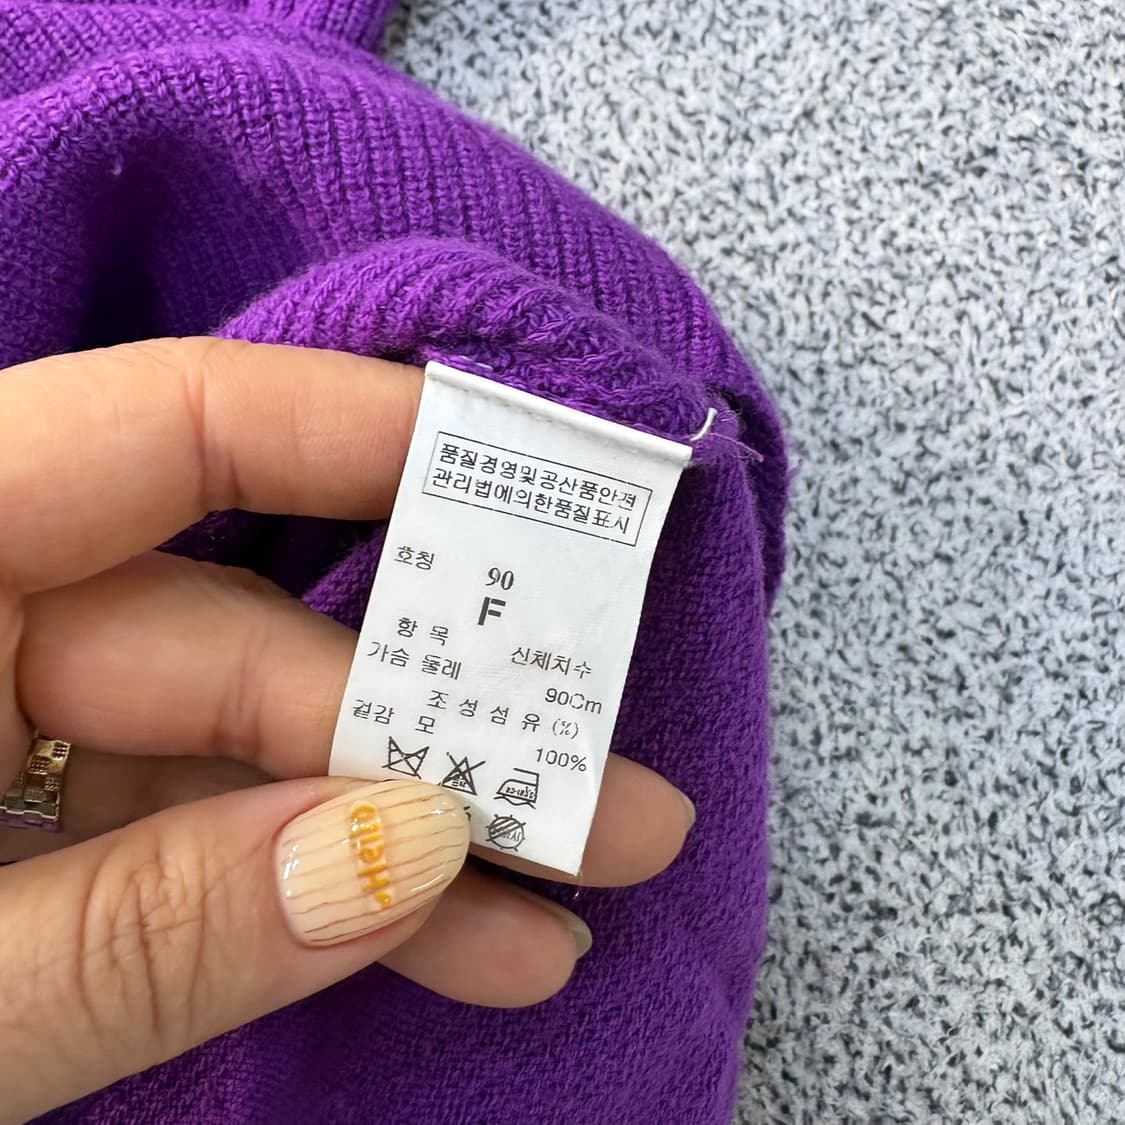 품질경영및공산품안전
관리법에의한품질표시
호칭
90
F
항 목
신체치수
가슴 둘레
90Cm
조 성 섬 유 (%)
겉감 모
100%
Hello